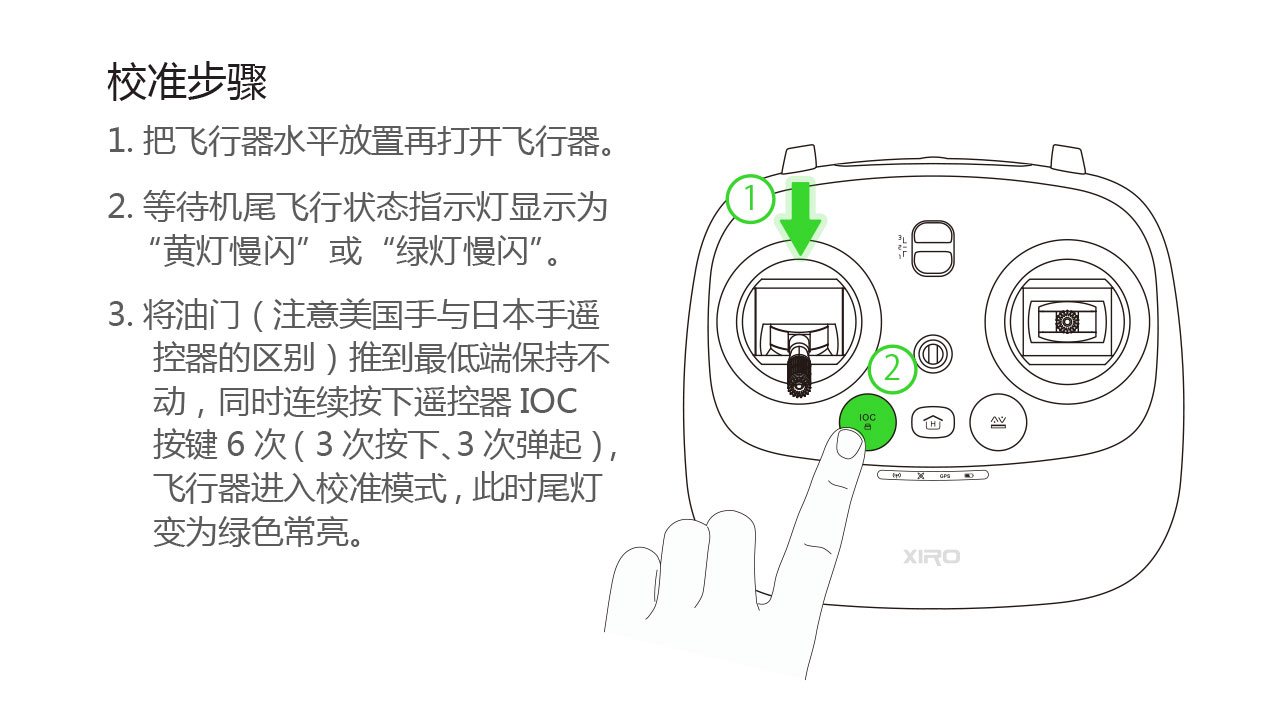 校准步骤
1. 把飞行器水平放置再打开飞行器。
2. 等待机尾飞行状态指示灯显示为
“黄灯慢闪”或“绿灯慢闪”。
3. 将油门（注意美国手与日本手遥
控器的区别）推到最低端保持不
动，同时连续按下遥控器 IOC
按键 6 次（3 次按下、3 次弹起），
飞行器进入校准模式，此时尾灯
变为绿色常亮。
1
3
2
1
2
IOC
H
GPS
XIRO